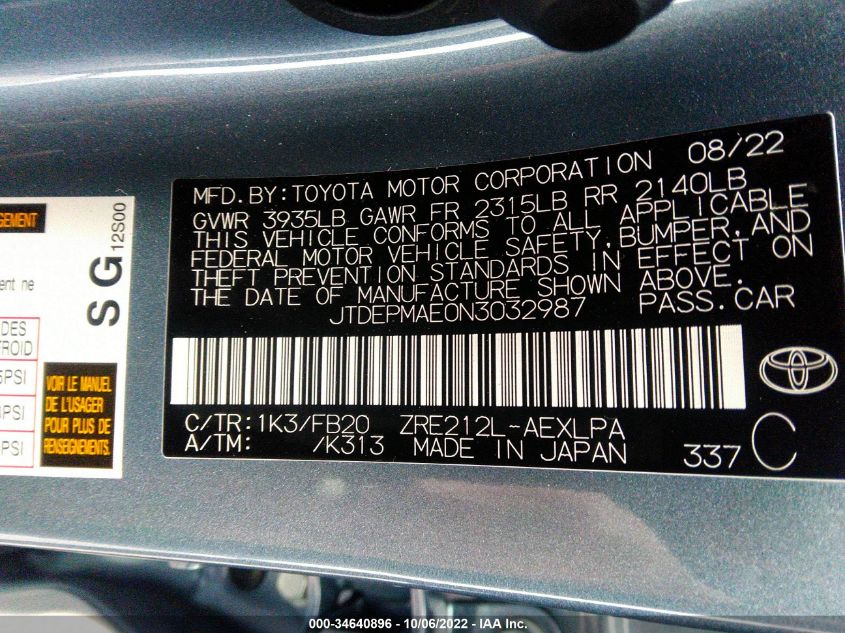 MFD.BY:TOYOTA MOTOR CORPORATION 08/22
GVWR 3935LB GAWR FR 2315LB RR 2140LB
THIS VEHICLE CONFORMS TO ALL APPLICABLE
FEDERAL MOTOR VEHICLE SAFETY,BUMPER,AND
THEFT PREVENTION STANDARDS IN EFFECT ON
THE DATE OF MANUFACTURE SHOWN ABOVE.
JTDEPMAE0N3032987 PASS.CAR
C/TR:1K3/FB20 ZRE212L-AEXLPA
A/TM: /K313 MADE IN JAPAN 337 C
SG 12S00
ent ne
PSI
PSI
PSI
VOIR LE MANUEL
DE L'USAGER
POUR PLUS DE
RENSEIGNEMENTS.
000-34640896 - 10/06/2022 - IAA Inc.